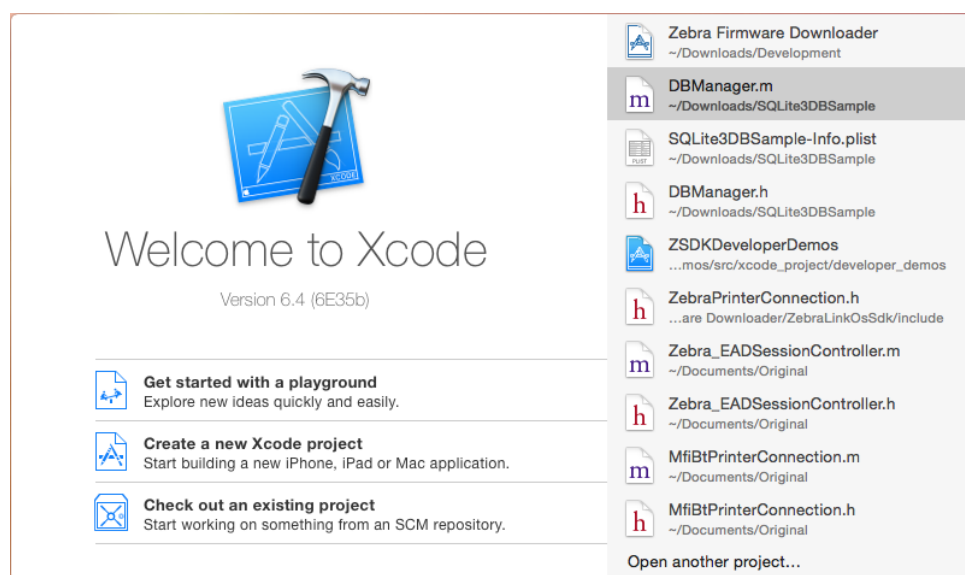 XCODE
Welcome to Xcode
Version 6.4 (6E35b)
Get started with a playground
Explore new ideas quickly and easily.
Create a new Xcode project
Start building a new iPhone, iPad or Mac application.
Check out an existing project
Start working on something from an SCM repository.
Zebra Firmware Downloader
~/Downloads/Development
m
DBManager.m
~/Downloads/SQLite3DBSample
PLIST
SQLite3DBSample-Info.plist
~/Downloads/SQLite3DBSample
h
DBManager.h
~/Downloads/SQLite3DBSample
ZSDKDeveloperDemos
...mos/src/xcode_project/developer_demos
h
ZebraPrinterConnection.h
...are Downloader/ZebraLinkOsSdk/include
m
Zebra_EADSessionController.m
~/Documents/Original
h
Zebra_EADSessionController.h
~/Documents/Original
m
MfiBtPrinterConnection.m
~/Documents/Original
h
MfiBtPrinterConnection.h
~/Documents/Original
Open another project...